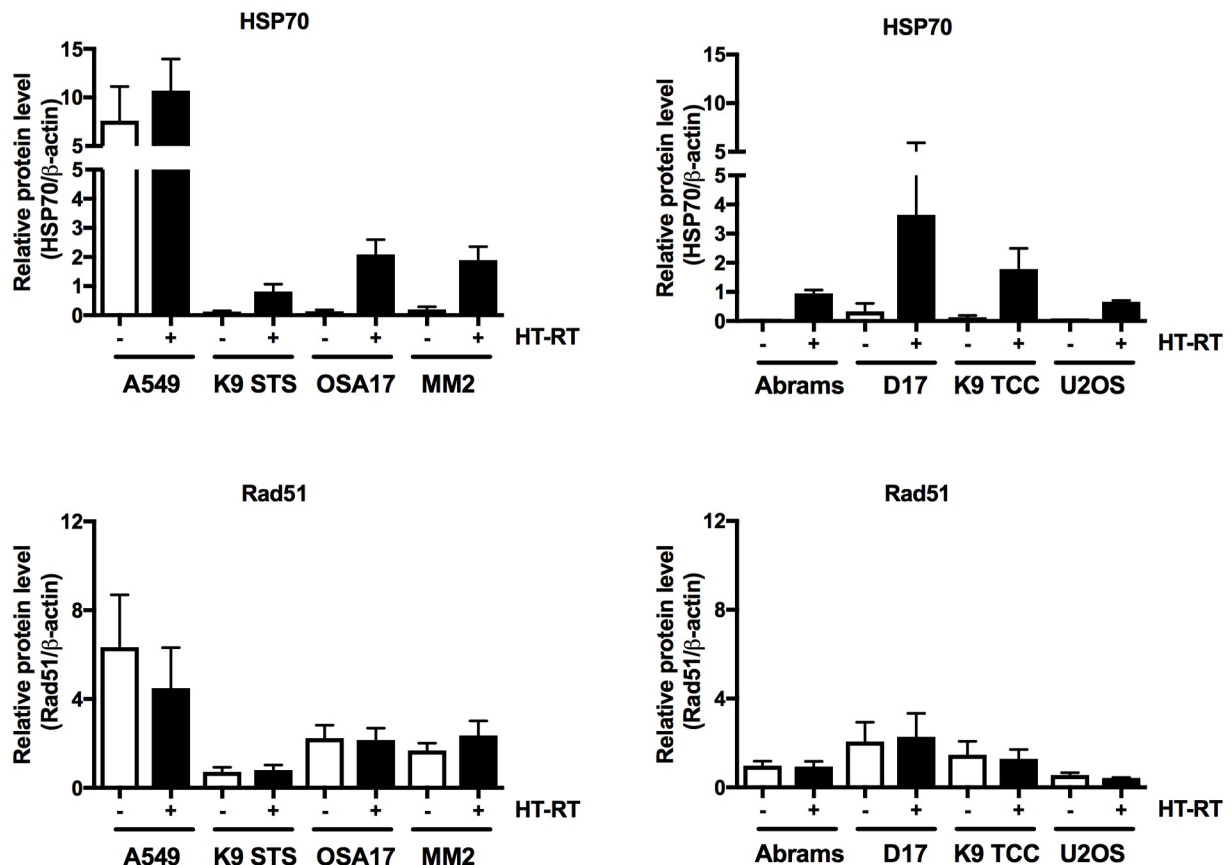 HSP70
Relative protein level
(HSP70/β-actin)
15
10
5
5
4
3
2
1
0
- + - + - + - + HT-RT
A549 K9 STS OSA17 MM2
HSP70
Relative protein level
(HSP70/β-actin)
15
10
5
5
4
3
2
1
0
- + - + - + - + HT-RT
Abrams D17 K9 TCC U2OS
Rad51
Relative protein level
(Rad51/β-actin)
12
8
4
0
- + - + - + - + HT-RT
A549 K9 STS OSA17 MM2
Rad51
Relative protein level
(Rad51/β-actin)
12
8
4
0
- + - + - + - + HT-RT
Abrams D17 K9 TCC U2OS